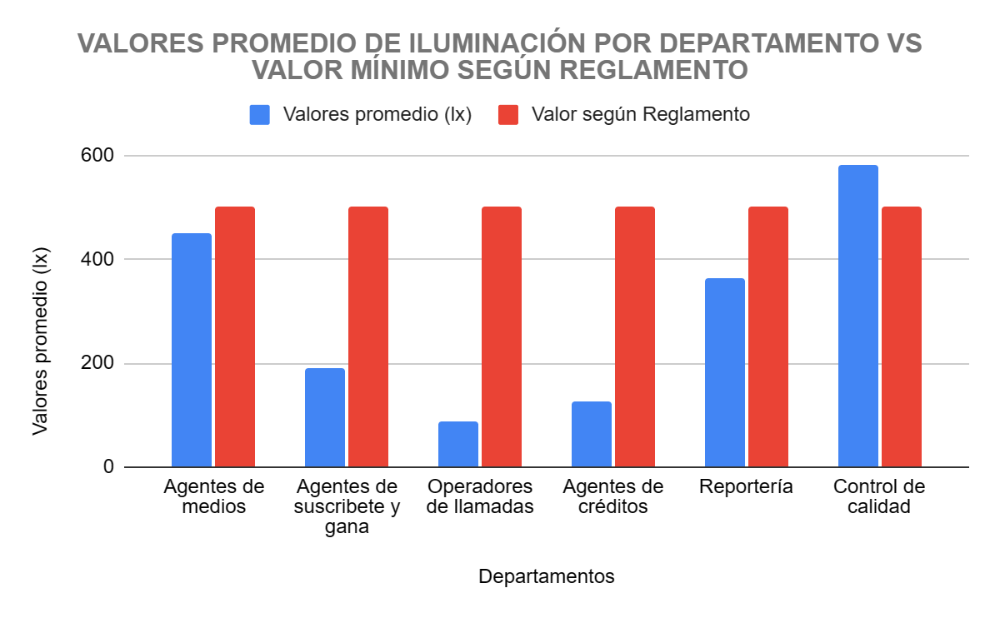 VALORES PROMEDIO DE ILUMINACIÓN POR DEPARTAMENTO VS
VALOR MÍNIMO SEGÚN REGLAMENTO
Valores promedio (lx)
Valor según Reglamento
600
400
200
0
Valores promedio (lx)
Agentes de
medios
Agentes de
suscribete y
gana
Operadores
de llamadas
Agentes de
créditos
Reportería
Control de
calidad
Departamentos